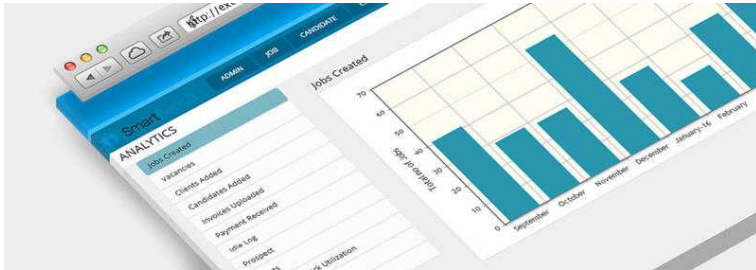 http://ex
ADMIN
JOB
CANDIDATE
Smart
ANALYTICS
Jobs Created
Vacancies
Clients Added
Candidates Added
Invoices Uploaded
Payment Received
Idle Log
Prospect
Utilization
Jobs Created
Total no of Jobs
70
60
50
40
30
20
10
0
September
October
November
December
January-16
February